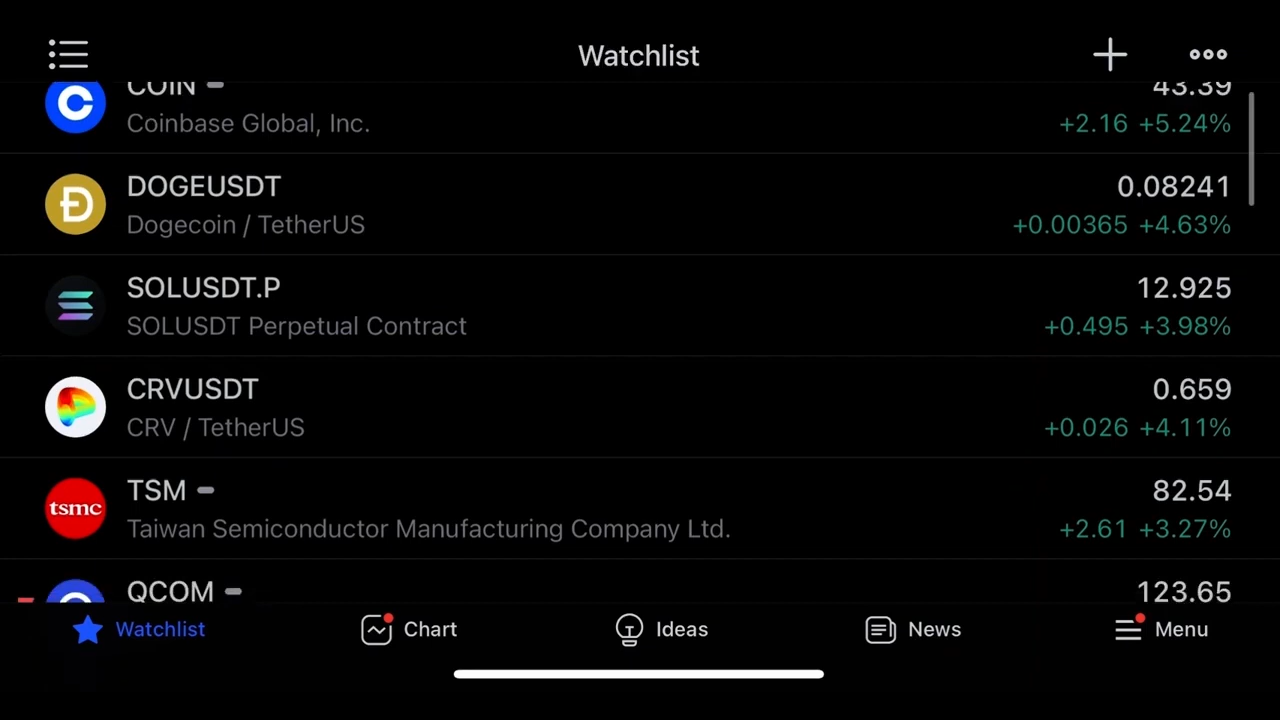 Watchlist
COIN
43.39
Coinbase Global, Inc.
+2.16 +5.24%
DOGEUSDT
0.08241
Dogecoin / TetherUS
+0.00365 +4.63%
SOLUSDT.P
12.925
SOLUSDT Perpetual Contract
+0.495 +3.98%
CRVUSDT
0.659
CRV / TetherUS
+0.026 +4.11%
tsmc
TSM
82.54
Taiwan Semiconductor Manufacturing Company Ltd.
+2.61 +3.27%
QCOM
123.65
Watchlist
Chart
Ideas
News
Menu